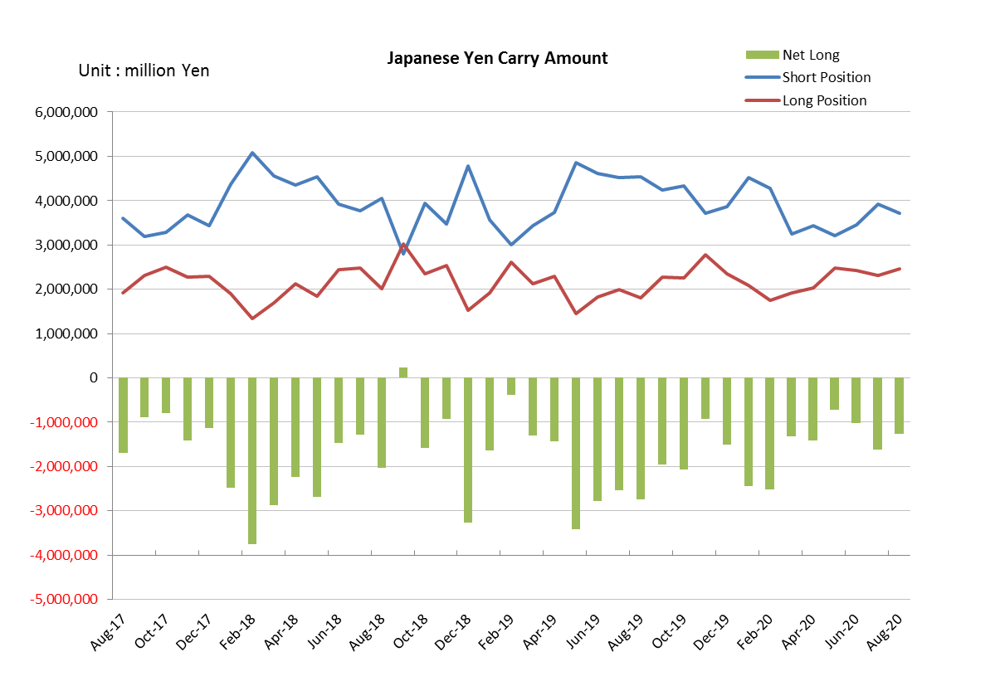 Japanese Yen Carry Amount
Unit : million Yen
Net Long
Short Position
Long Position
6,000,000
5,000,000
4,000,000
3,000,000
2,000,000
1,000,000
0
-1,000,000
-2,000,000
-3,000,000
-4,000,000
-5,000,000
Aug-17
Oct-17
Dec-17
Feb-18
Apr-18
Jun-18
Aug-18
Oct-18
Dec-18
Feb-19
Apr-19
Jun-19
Aug-19
Oct-19
Dec-19
Feb-20
Apr-20
Jun-20
Aug-20